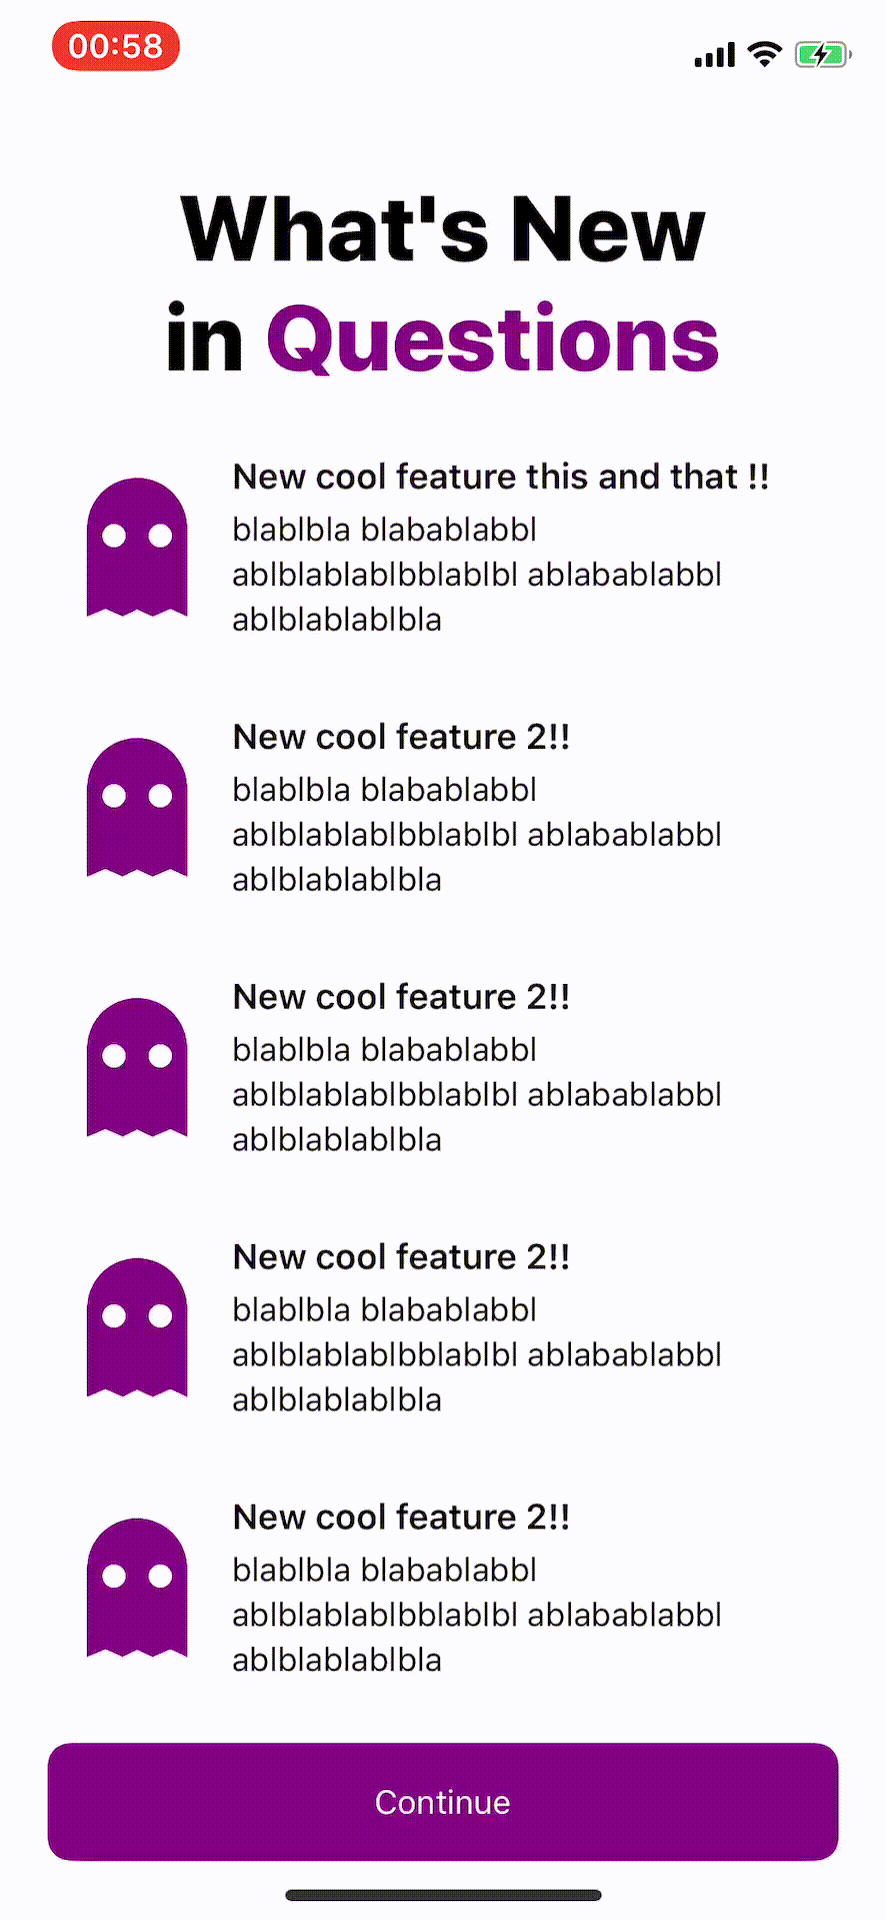 00:58
What's New
in Questions
New cool feature this and that !!
blablbla blabablabbl
ablblablablbblablbl ablabablabbl
ablblablablbla
New cool feature 2!!
blablbla blabablabbl
ablblablablbblablbl ablabablabbl
ablblablablbla
New cool feature 2!!
blablbla blabablabbl
ablblablablbblablbl ablabablabbl
ablblablablbla
New cool feature 2!!
blablbla blabablabbl
ablblablablbblablbl ablabablabbl
ablblablablbla
New cool feature 2!!
blablbla blabablabbl
ablblablablbblablbl ablabablabbl
ablblablablbla
Continue